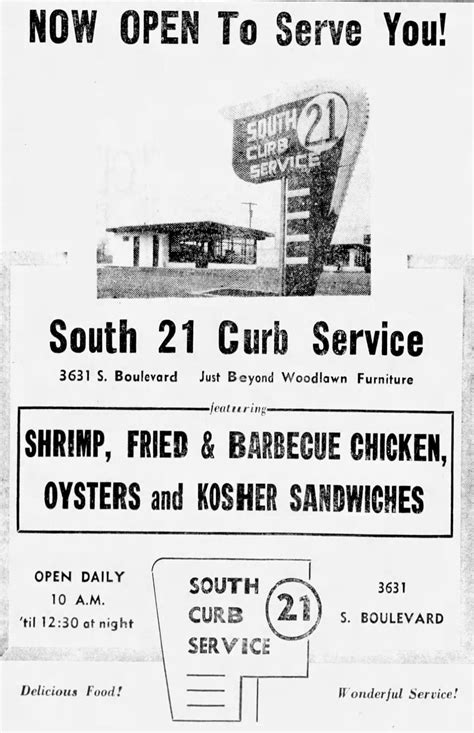 NOW OPEN To Serve You!
SOUTH 21
CURB
SERVICE
South 21 Curb Service
3631 S. Boulevard Just Beyond Woodlawn Furniture
featuring
SHRIMP, FRIED & BARBECUE CHICKEN,
OYSTERS and KOSHER SANDWICHES
OPEN DAILY
10 A.M.
'til 12:30 at night
SOUTH
CURB 21
SERVICE
3631
S. BOULEVARD
Delicious Food!
Wonderful Service!